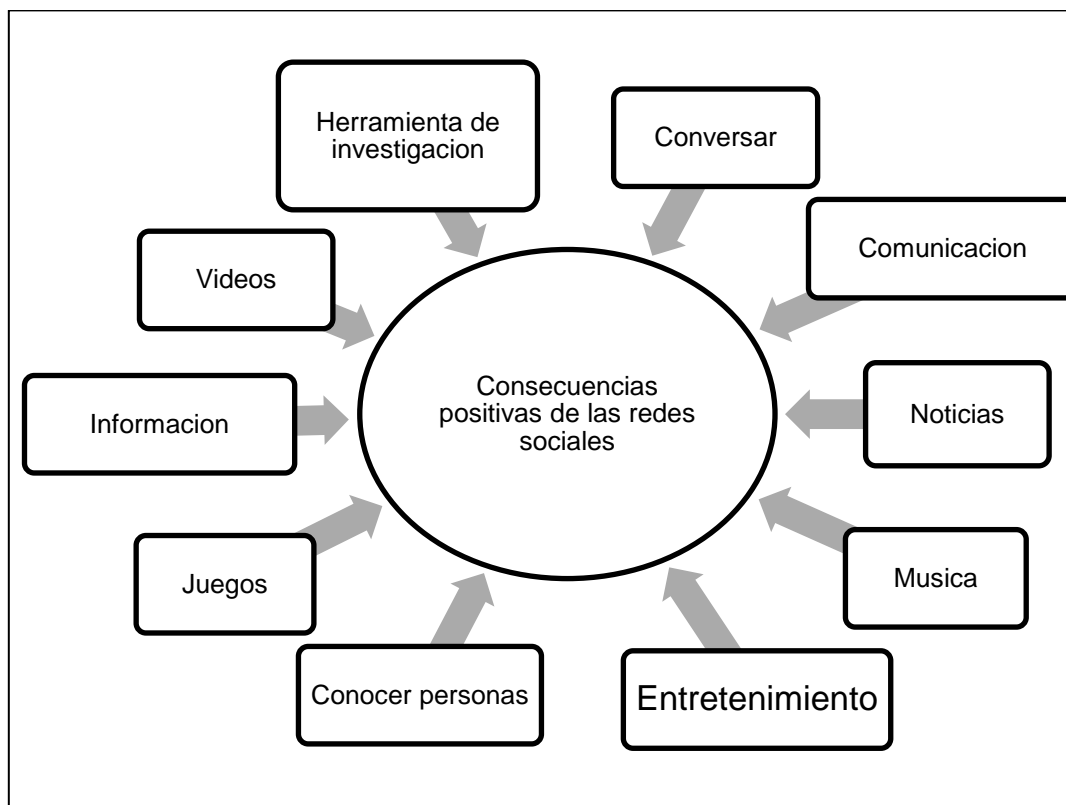 Herramienta de
investigacion
Conversar
Comunicacion
Videos
Consecuencias
positivas de las redes
sociales
Informacion
Noticias
Juegos
Musica
Conocer personas
Entretenimiento